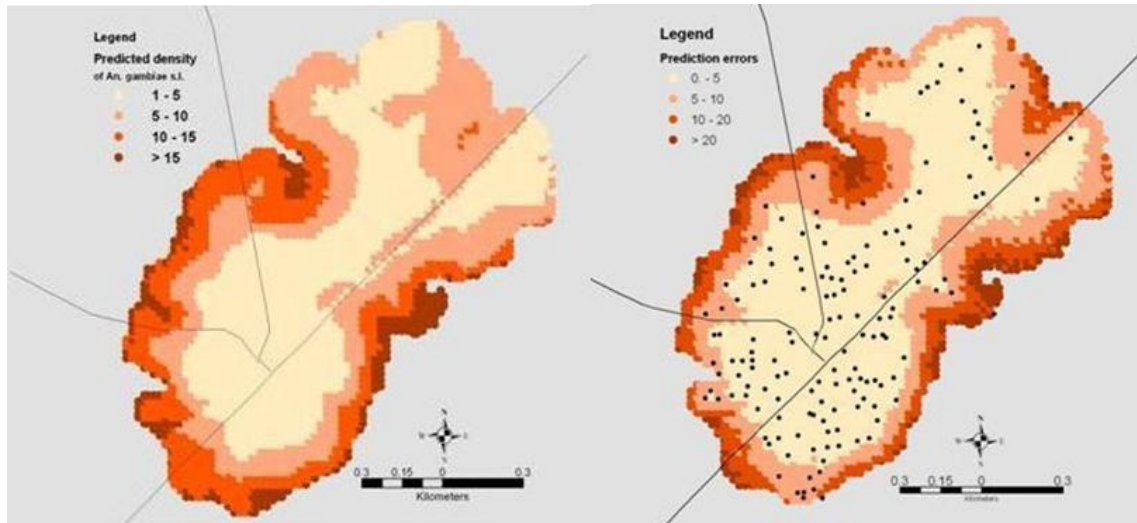 Legend
Predicted density
of An. gambiae s.l.
1 - 5
5 - 10
10 - 15
> 15
N
W E
S
0.3 0.15 0 0.3
Kilometers
Legend
Prediction errors
0. - 5
5 - 10
10 - 20
> 20
N
W E
S
0.3 0.15 0 0.3
Kilometers